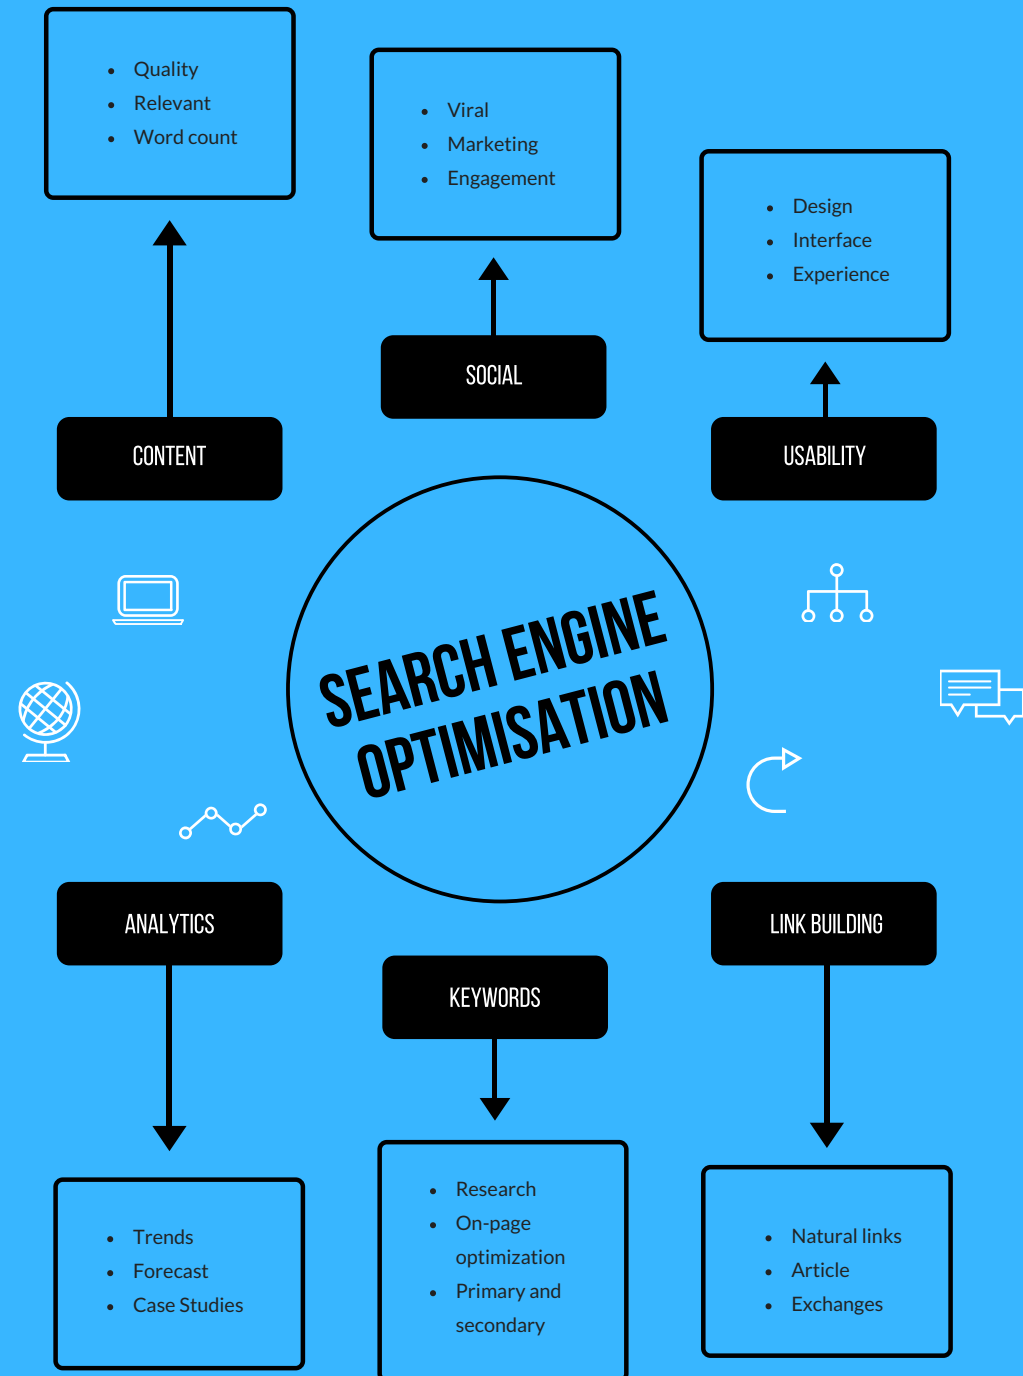 • Quality
• Relevant
• Word count
• Viral
• Marketing
• Engagement
• Design
• Interface
• Experience
SOCIAL
CONTENT
USABILITY
SEARCH ENGINE
OPTIMISATION
ANALYTICS
LINK BUILDING
KEYWORDS
• Trends
• Forecast
• Case Studies
• Research
• On-page
optimization
• Primary and
secondary
• Natural links
• Article
• Exchanges